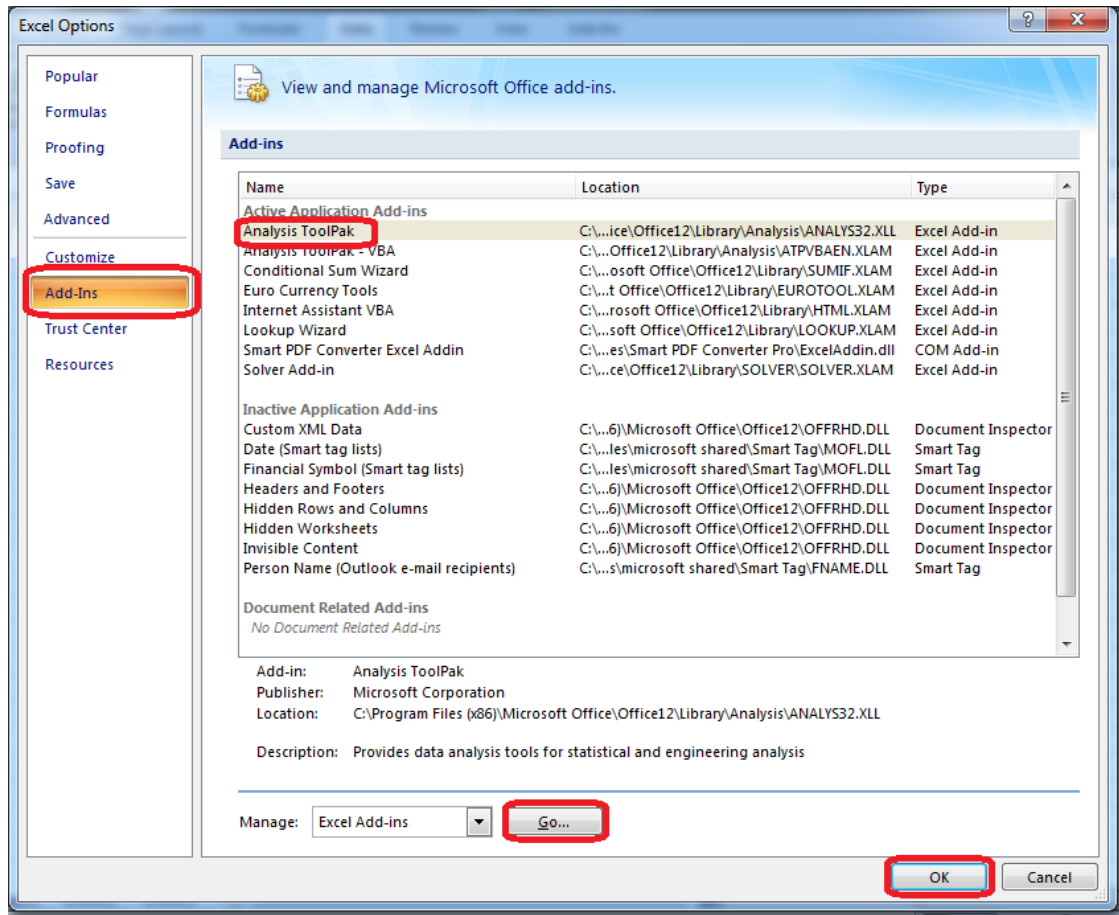 Excel Options
Popular
Formulas
Proofing
Save
Advanced
Customize
Add-Ins
Trust Center
Resources
View and manage Microsoft Office add-ins.
Add-ins
Name Location Type
Active Application Add-ins
Analysis ToolPak C:\...ice\Office12\Library\Analysis\ANALYS32.XLL Excel Add-in
Analysis ToolPak - VBA C:\...Office12\Library\Analysis\ATPVBAEN.XLAM Excel Add-in
Conditional Sum Wizard C:\...osoft Office\Office12\Library\SUMIF.XLAM Excel Add-in
Euro Currency Tools C:\...t Office\Office12\Library\EUROTOOL.XLAM Excel Add-in
Internet Assistant VBA C:\...rosoft Office\Office12\Library\HTML.XLAM Excel Add-in
Lookup Wizard C:\...soft Office\Office12\Library\LOOKUP.XLAM Excel Add-in
Smart PDF Converter Excel Addin C:\...es\Smart PDF Converter Pro\ExcelAddin.dll COM Add-in
Solver Add-in C:\...ce\Office12\Library\SOLVER\SOLVER.XLAM Excel Add-in
Inactive Application Add-ins
Custom XML Data C:\...6)\Microsoft Office\Office12\OFFRHD.DLL Document Inspector
Date (Smart tag lists) C:\...les\microsoft shared\Smart Tag\MOFL.DLL Smart Tag
Financial Symbol (Smart tag lists) C:\...les\microsoft shared\Smart Tag\MOFL.DLL Smart Tag
Headers and Footers C:\...6)\Microsoft Office\Office12\OFFRHD.DLL Document Inspector
Hidden Rows and Columns C:\...6)\Microsoft Office\Office12\OFFRHD.DLL Document Inspector
Hidden Worksheets C:\...6)\Microsoft Office\Office12\OFFRHD.DLL Document Inspector
Invisible Content C:\...6)\Microsoft Office\Office12\OFFRHD.DLL Document Inspector
Person Name (Outlook e-mail recipients) C:\...s\microsoft shared\Smart Tag\FNAME.DLL Smart Tag
Document Related Add-ins
No Document Related Add-ins
Add-in: Analysis ToolPak
Publisher: Microsoft Corporation
Location: C:\Program Files (x86)\Microsoft Office\Office12\Library\Analysis\ANALYS32.XLL
Description: Provides data analysis tools for statistical and engineering analysis
Manage: Excel Add-ins Go...
OK Cancel